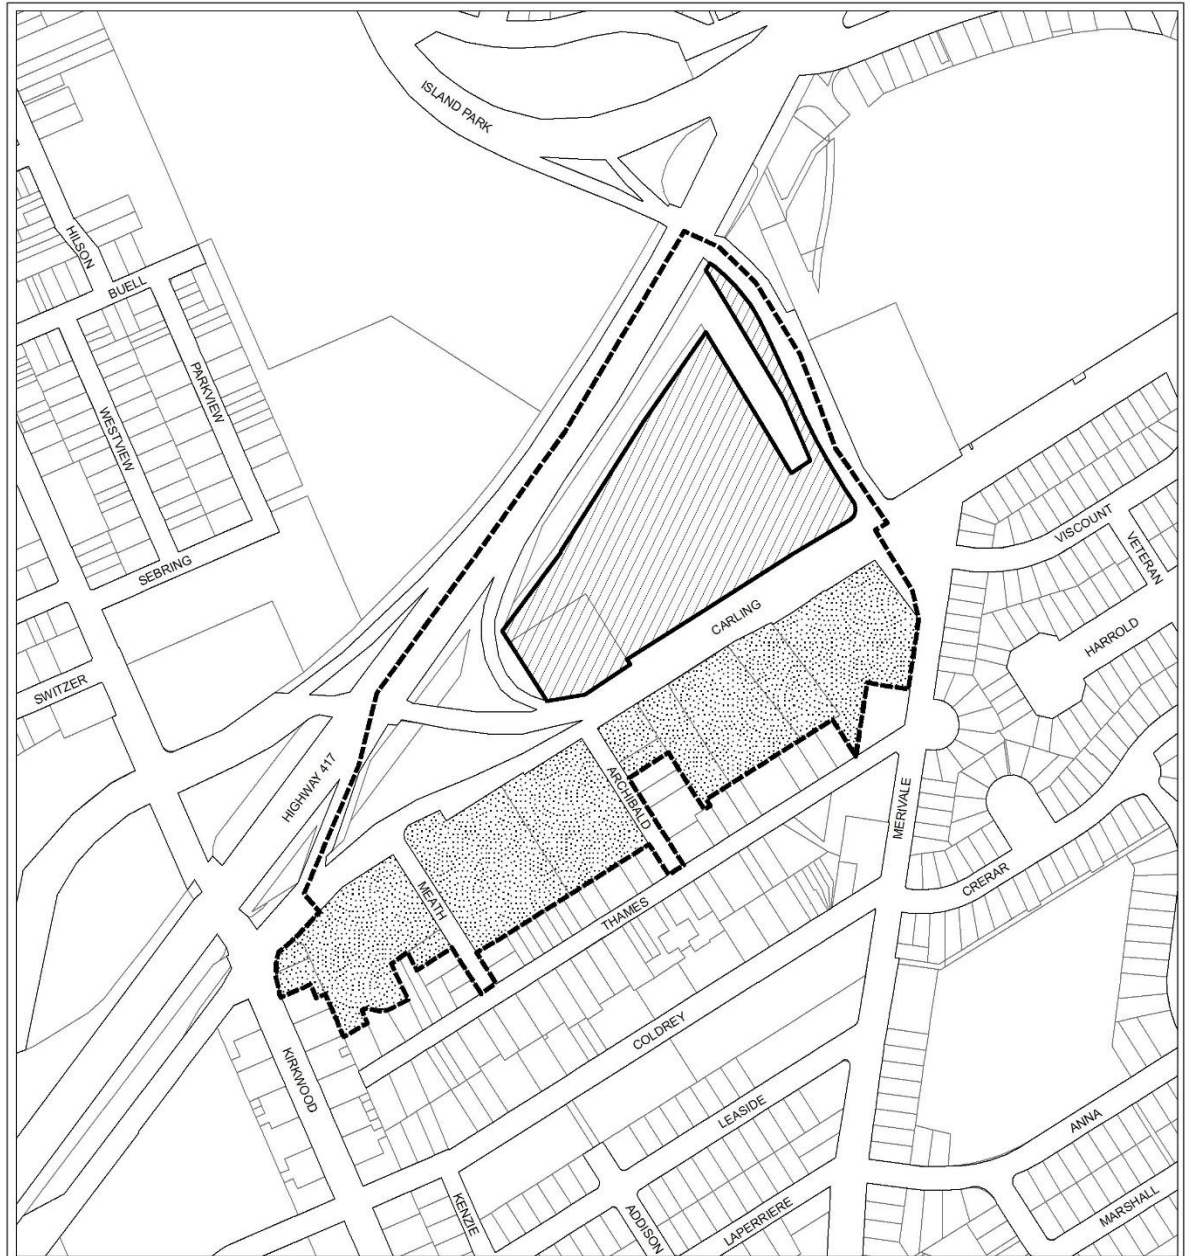 ISLAND PARK
HILSON
BUELL
PARKVIEW
WESTVIEW
SEBRING
VISCOUNT
VETERAN
CARLING
HARROLD
SWITZER
HIGHWAY 417
ARCHIBALD
MERIVALE
CRERAR
MEATH
THAMES
COLDREY
KIRKWOOD
LEASIDE
ANNA
KENZIE
ADDISON
LAPERRIERE
MARSHALL